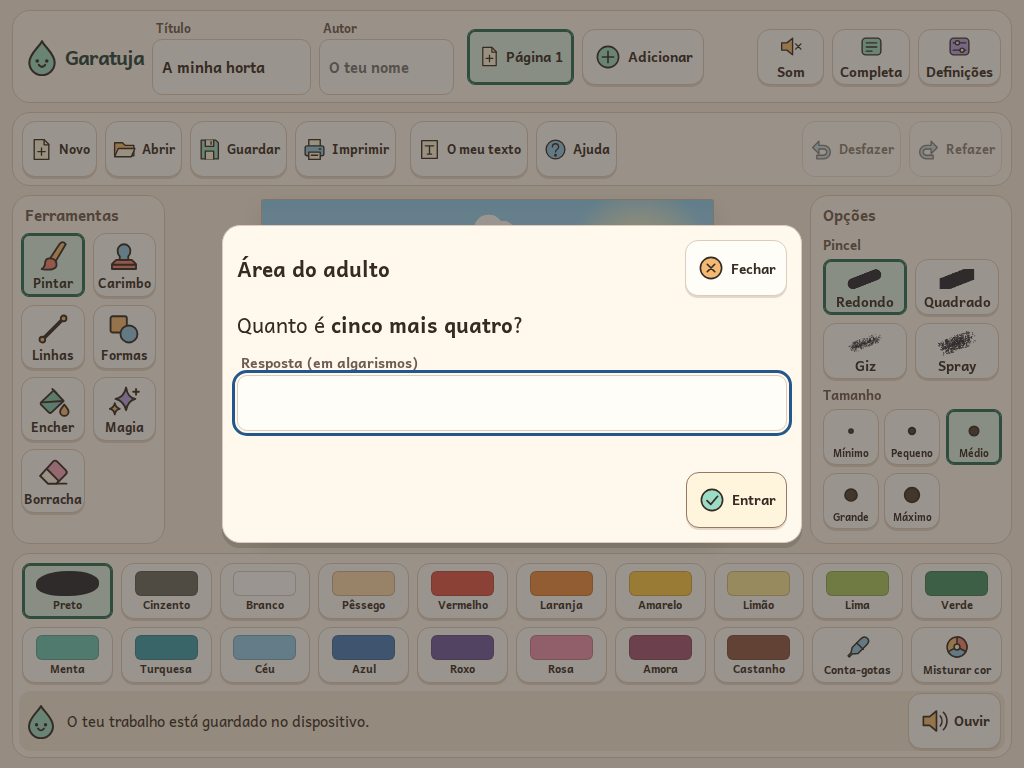 Garatuja
Título
A minha horta
Autor
O teu nome
Página 1
Adicionar
Som
Completa
Definições
Novo
Abrir
Guardar
Imprimir
O meu texto
Ajuda
Desfazer
Refazer
Ferramentas
Pintar
Carimbo
Linhas
Formas
Encher
Magia
Borracha
Área do adulto
Fechar
Quanto é cinco mais quatro?
Resposta (em algarismos)
Entrar
Opções
Pincel
Redondo
Quadrado
Giz
Spray
Tamanho
Mínimo
Pequeno
Médio
Grande
Máximo
Preto
Cinzento
Branco
Pêssego
Vermelho
Laranja
Amarelo
Limão
Lima
Verde
Menta
Turquesa
Céu
Azul
Roxo
Rosa
Amora
Castanho
Conta-gotas
Misturar cor
O teu trabalho está guardado no dispositivo.
Ouvir